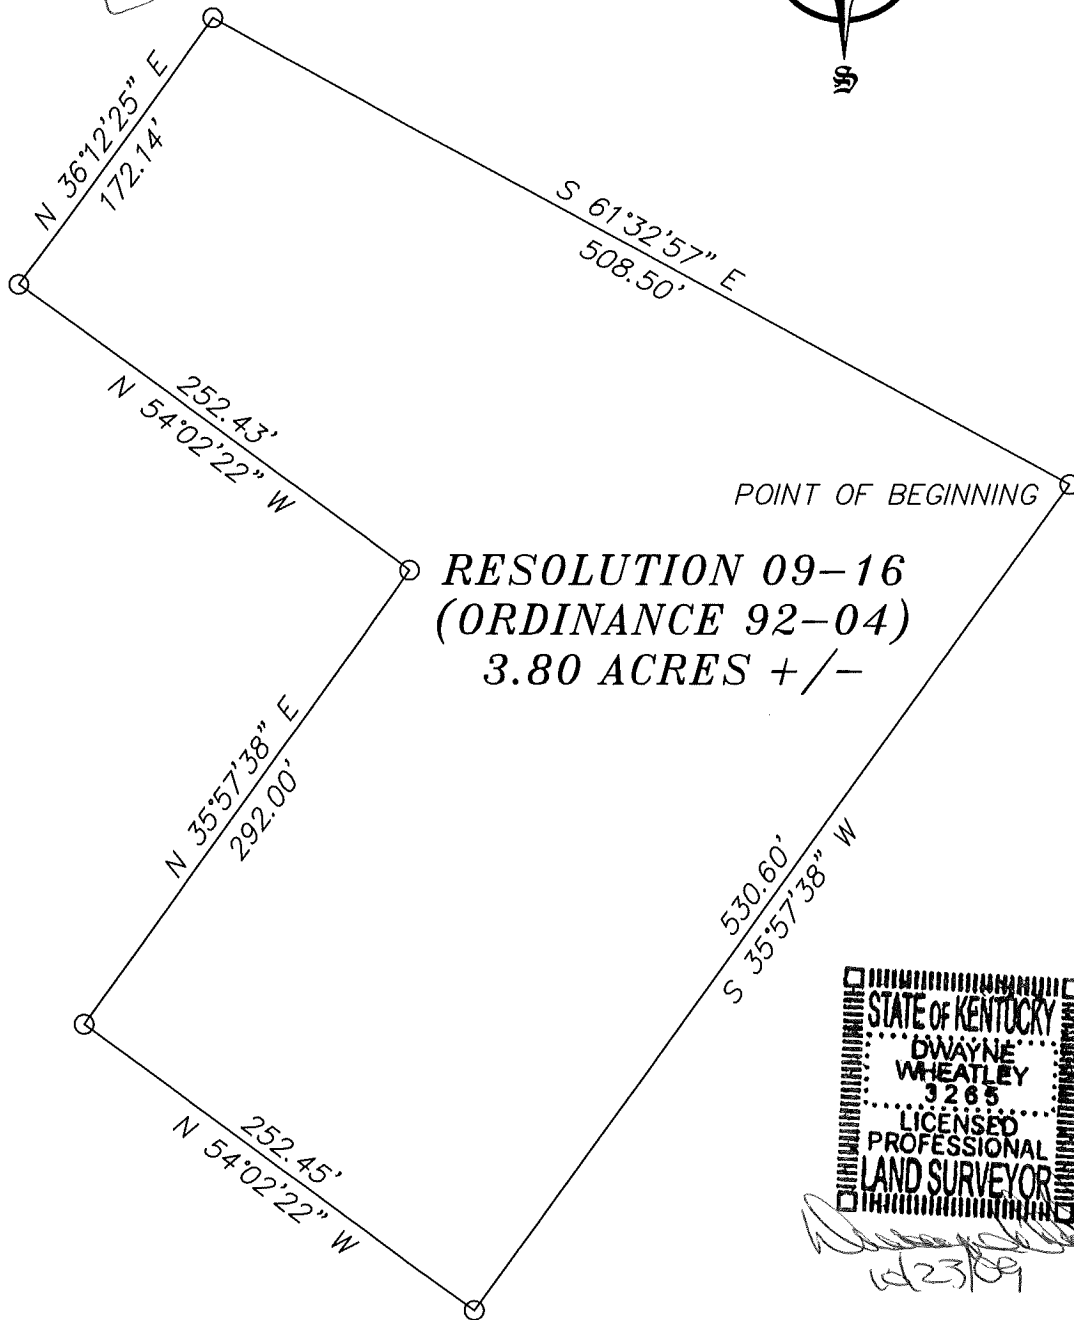 S
N 36°12'25" E
172.14'
S 61°32'57" E
508.50'
252.43'
N 54°02'22" W
POINT OF BEGINNING
RESOLUTION 09-16
(ORDINANCE 92-04)
3.80 ACRES +/-
N 35°57'38" E
292.00'
530.60'
S 35°57'38" W
STATE OF KENTUCKY
DWAYNE
WHEATLEY
3265
LICENSED
PROFESSIONAL
LAND SURVEYOR
252.45'
N 54°02'22" W